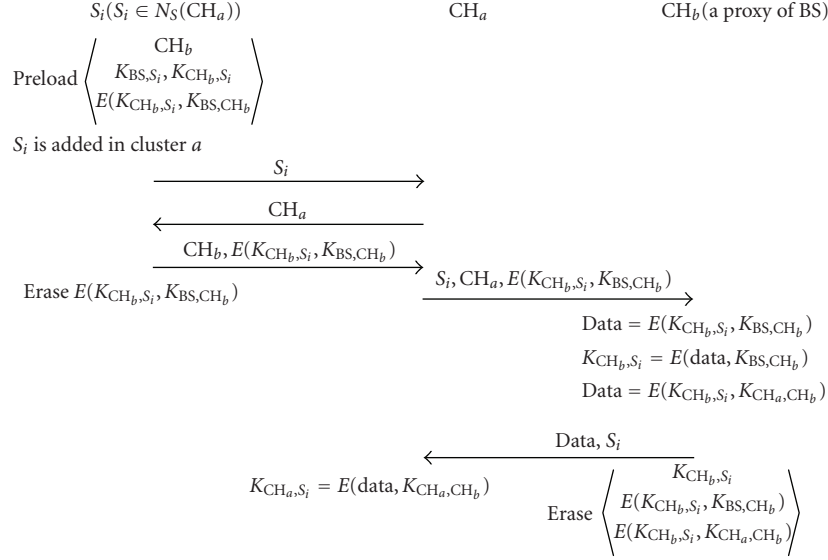 S_i(S_i ∈ N_S(CH_a)) CH_a CH_b(a proxy of BS)
CH_b
Preload
K_{BS,S_i}, K_{CH_b,S_i}
E(K_{CH_b,S_i}, K_{BS,CH_b}
S_i is added in cluster a
S_i
CH_a
CH_b, E(K_{CH_b,S_i}, K_{BS,CH_b})
Erase E(K_{CH_b,S_i}, K_{BS,CH_b})
S_i, CH_a, E(K_{CH_b,S_i}, K_{BS,CH_b})
Data = E(K_{CH_b,S_i}, K_{BS,CH_b})
K_{CH_b,S_i} = E(data, K_{BS,CH_b})
Data = E(K_{CH_b,S_i}, K_{CH_a,CH_b})
Data, S_i
K_{CH_a,S_i} = E(data, K_{CH_a,CH_b})
K_{CH_b,S_i}
Erase
E(K_{CH_b,S_i}, K_{BS,CH_b})
E(K_{CH_b,S_i}, K_{CH_a,CH_b})